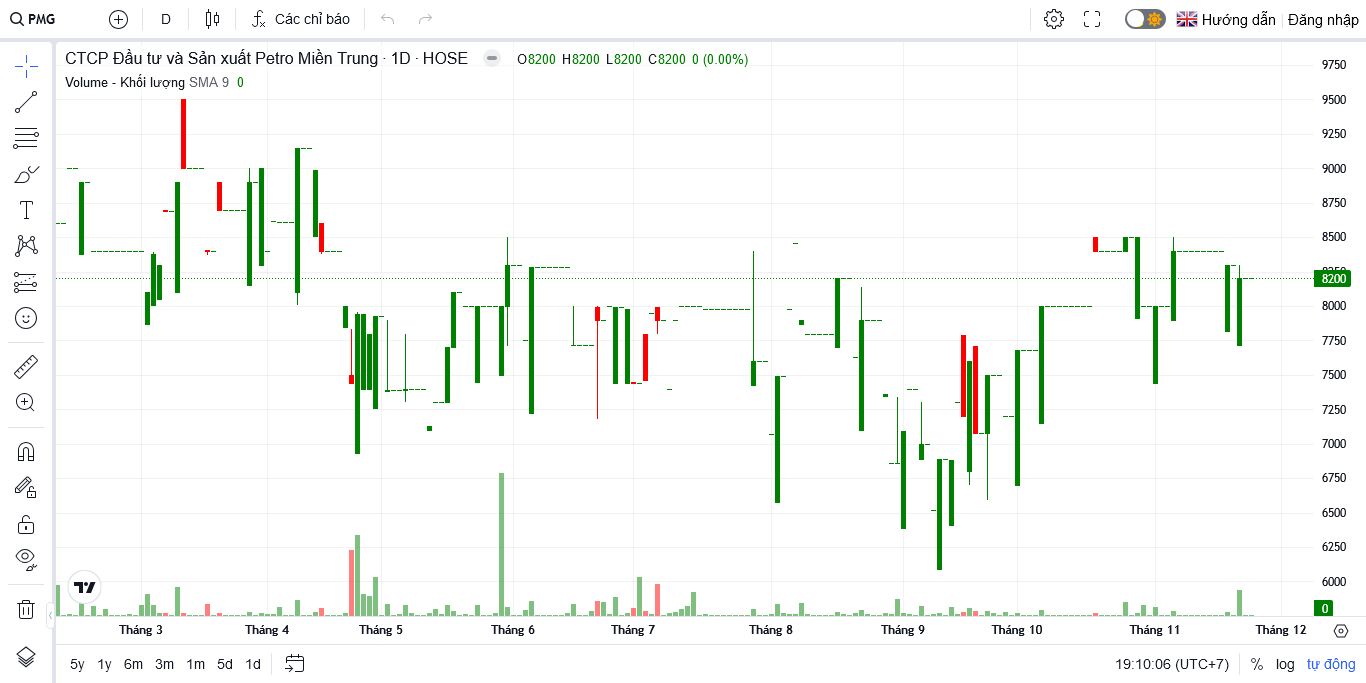 PMG
D
Các chỉ báo
Hướng dẫn
Đăng nhập
CTCP Đầu tư và Sản xuất Petro Miền Trung · 1D · HOSE
O8200 H8200 L8200 C8200 0 (0.00%)
Volume - Khối lượng SMA 9 0
9750
9500
9250
9000
8750
8500
8200
8000
7750
7500
7250
7000
6750
6500
6250
6000
0
Tháng 3 Tháng 4 Tháng 5 Tháng 6 Tháng 7 Tháng 8 Tháng 9 Tháng 10 Tháng 11 Tháng 12
5y 1y 6m 3m 1m 5d 1d
19:10:06 (UTC+7) % log tự động